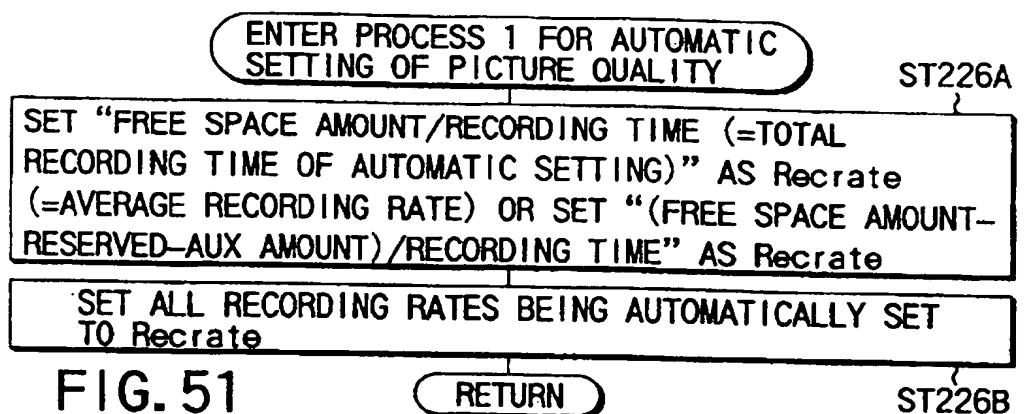 ENTER PROCESS 1 FOR AUTOMATIC
SETTING OF PICTURE QUALITY
ST226A
SET “FREE SPACE AMOUNT/RECORDING TIME (=TOTAL
RECORDING TIME OF AUTOMATIC SETTING)” AS Recrate
(=AVERAGE RECORDING RATE) OR SET “(FREE SPACE AMOUNT–
RESERVED–AUX AMOUNT)/RECORDING TIME” AS Recrate
SET ALL RECORDING RATES BEING AUTOMATICALLY SET
TO Recrate
FIG. 51
RETURN
ST226B